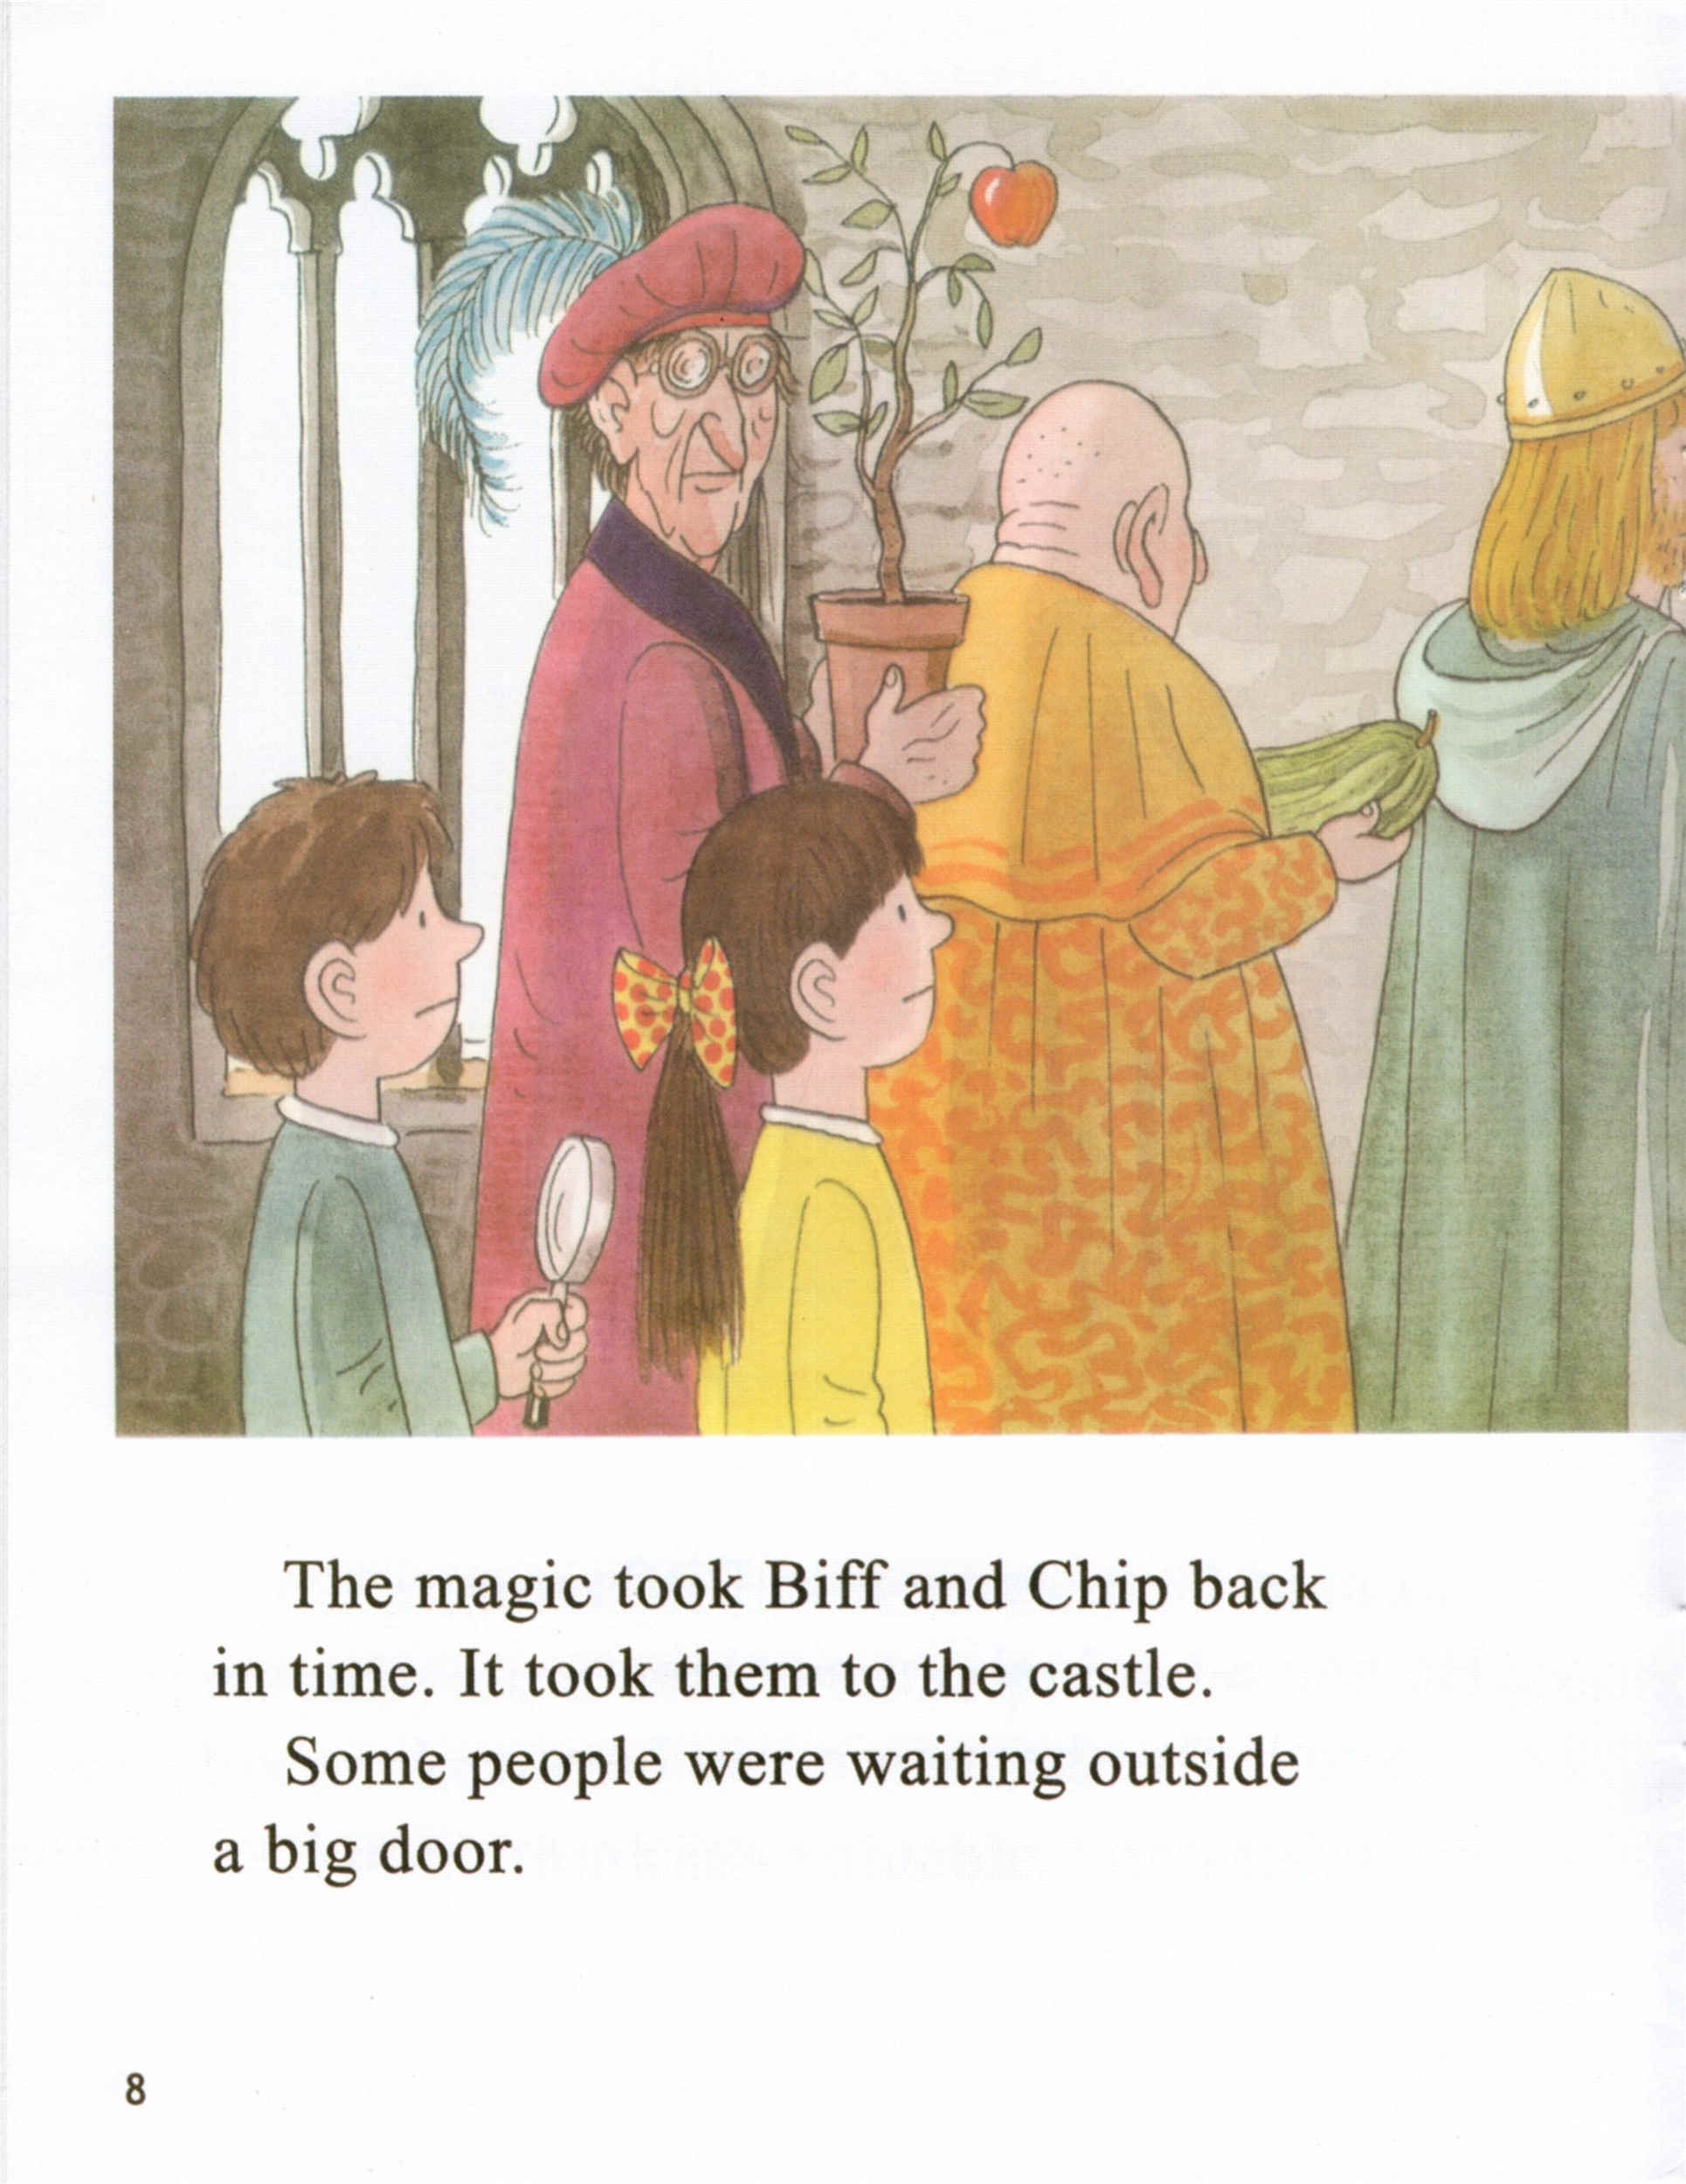 The magic took Biff and Chip back
in time. It took them to the castle.
Some people were waiting outside
a big door.
8